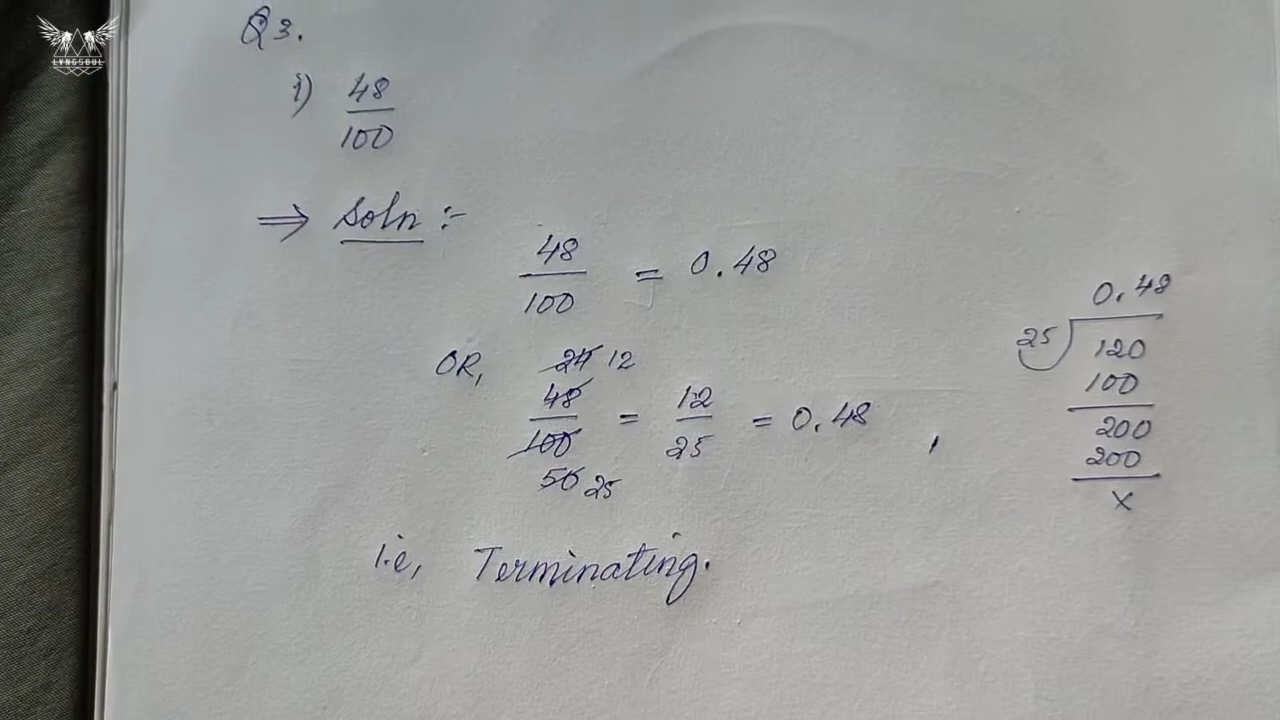 LVNGSOUL
Q3.
i) 48/100
⇒ Soln :-
48/100 = 0.48
OR, 24 12
48/100 = 12/25 = 0.48 ,
50 25
i.e, Terminating.
0.48
25 120
100
200
200
x